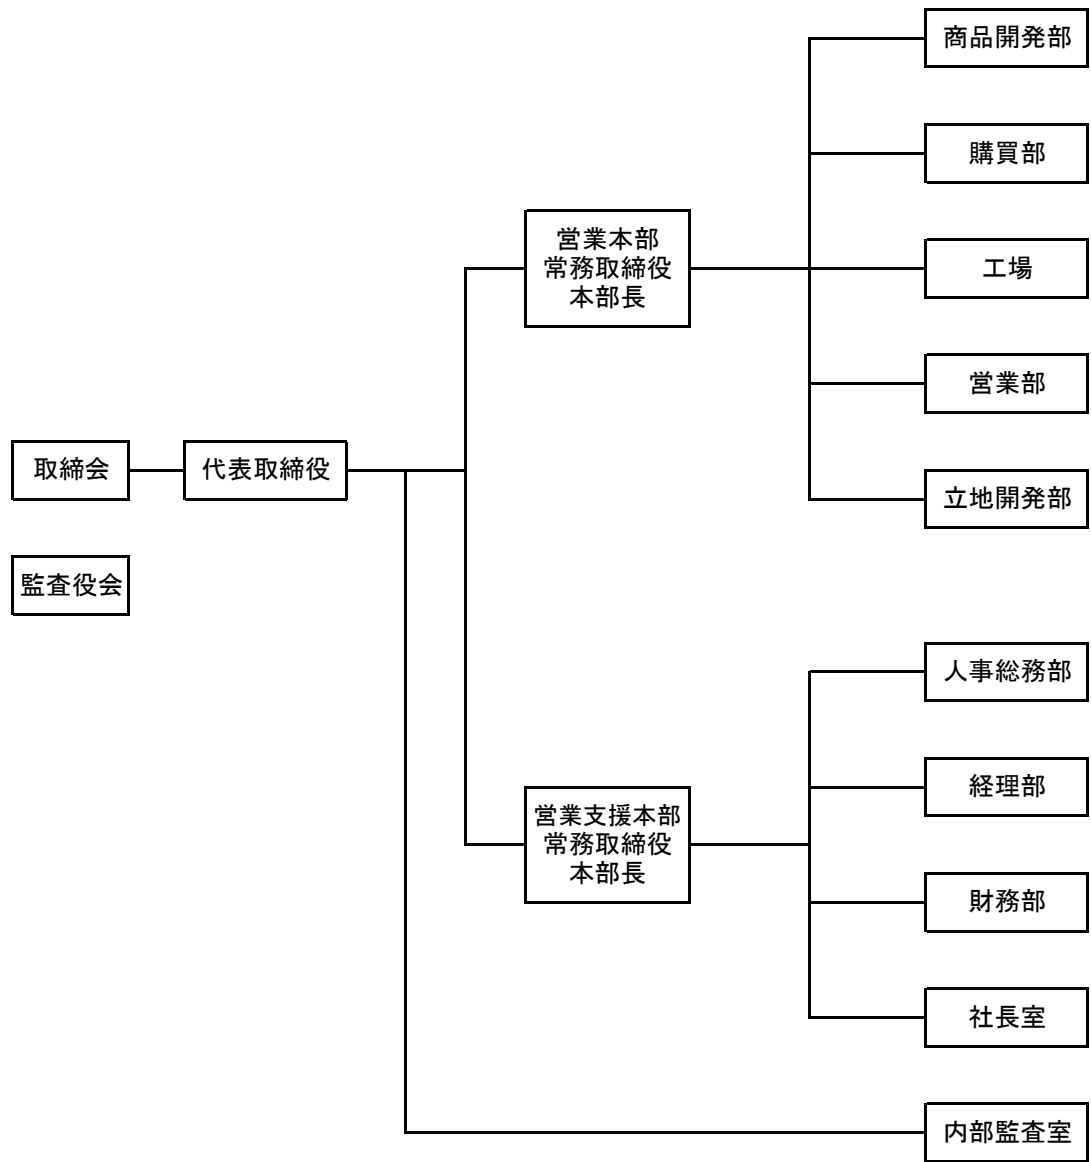 商品開発部
購買部
営業本部
常務取締役
本部長
工場
営業部
取締会
代表取締役
立地開発部
監査役会
人事総務部
経理部
営業支援本部
常務取締役
本部長
財務部
社長室
内部監査室